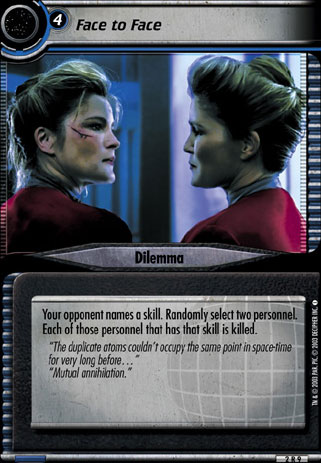 4
Face to Face
Dilemma
Your opponent names a skill. Randomly select two personnel.
Each of those personnel that has that skill is killed.
"The duplicate atoms couldn't occupy the same point in space-time
for very long before…"
"Mutual annihilation."
TM & © 2003 PAR. PIC. © 2003 DECIPHER INC.
2 B 9